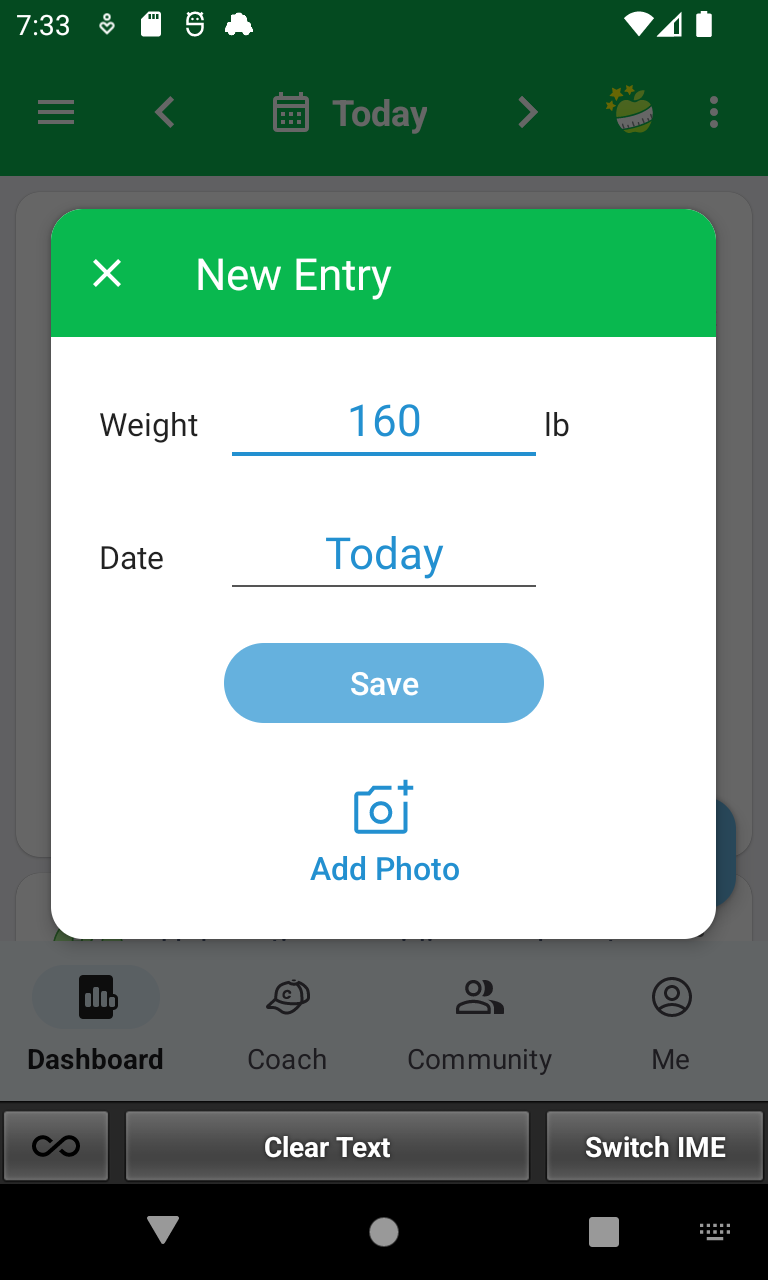 7:33
Today
New Entry
Weight 160 lb
Date Today
Save
Add Photo
Dashboard Coach Community Me
Clear Text Switch IME